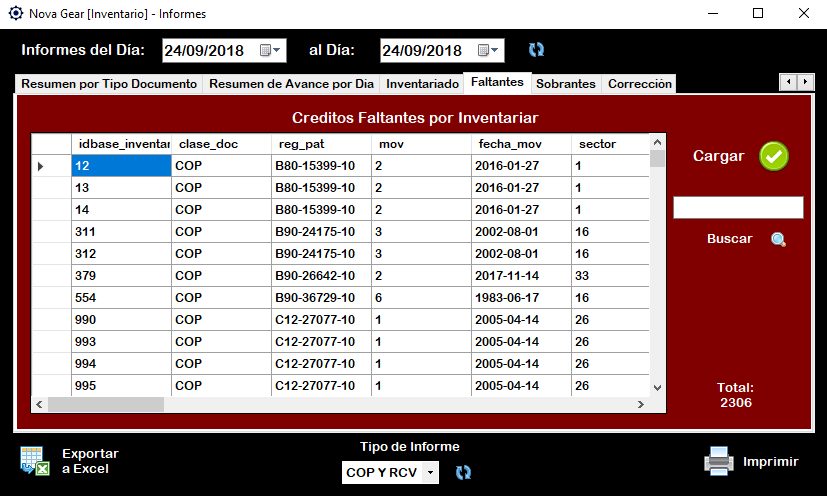 Nova Gear [Inventario] - Informes
Informes del Día: 24/09/2018 al Día: 24/09/2018
Resumen por Tipo Documento Resumen de Avance por Dia Inventariado Faltantes Sobrantes Corrección
Creditos Faltantes por Inventariar
idbase_inventar clase_doc reg_pat mov fecha_mov sector
12 COP B80-15399-10 2 2016-01-27 1
13 COP B80-15399-10 2 2016-01-27 1
14 COP B80-15399-10 2 2016-01-27 1
311 COP B90-24175-10 3 2002-08-01 16
312 COP B90-24175-10 3 2002-08-01 16
379 COP B90-26642-10 2 2017-11-14 33
554 COP B90-36729-10 6 1983-06-17 16
990 COP C12-27077-10 1 2005-04-14 26
993 COP C12-27077-10 1 2005-04-14 26
994 COP C12-27077-10 1 2005-04-14 26
995 COP C12-27077-10 1 2005-04-14 26
Cargar
Buscar
Total:
2306
Exportar
a Excel
Tipo de Informe
COP Y RCV
Imprimir